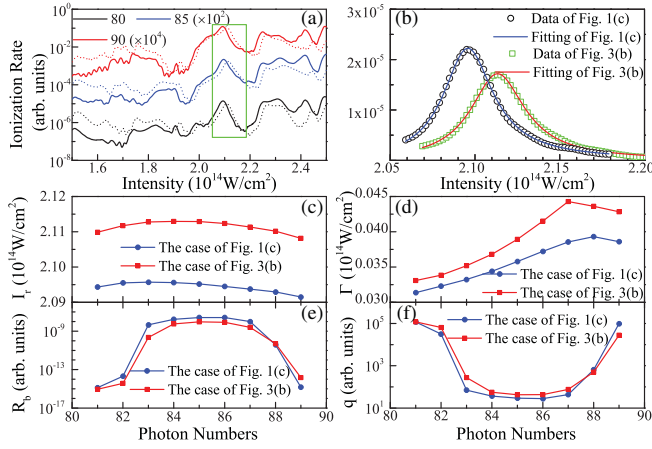 80 85 (×10²) (a)
90 (×10⁴)
10⁰
10⁻²
10⁻⁴
10⁻⁶
10⁻⁸
Ionization Rate
(arb. units)
1.6 1.8 2.0 2.2 2.4
Intensity (10¹⁴W/cm²)
(b) Data of Fig. 1(c)
Fitting of Fig. 1(c)
Data of Fig. 3(b)
Fitting of Fig. 3(b)
3×10⁻⁵
2×10⁻⁵
1×10⁻⁵
2.05 2.10 2.15 2.20
Intensity (10¹⁴W/cm²)
(c)
2.12
2.11
2.10
2.09
I_r (10¹⁴W/cm²)
The case of Fig. 1(c)
The case of Fig. 3(b)
(d)
0.045
0.040
0.035
0.030
Γ (10¹⁴W/cm²)
The case of Fig. 1(c)
The case of Fig. 3(b)
(e)
10⁻⁹
10⁻¹³
10⁻¹⁷
R_b (arb. units)
The case of Fig. 1(c)
The case of Fig. 3(b)
80 82 84 86 88 90
Photon Numbers
(f)
10⁵
10³
10¹
q (arb. units)
The case of Fig. 1(c)
The case of Fig. 3(b)
80 82 84 86 88 90
Photon Numbers